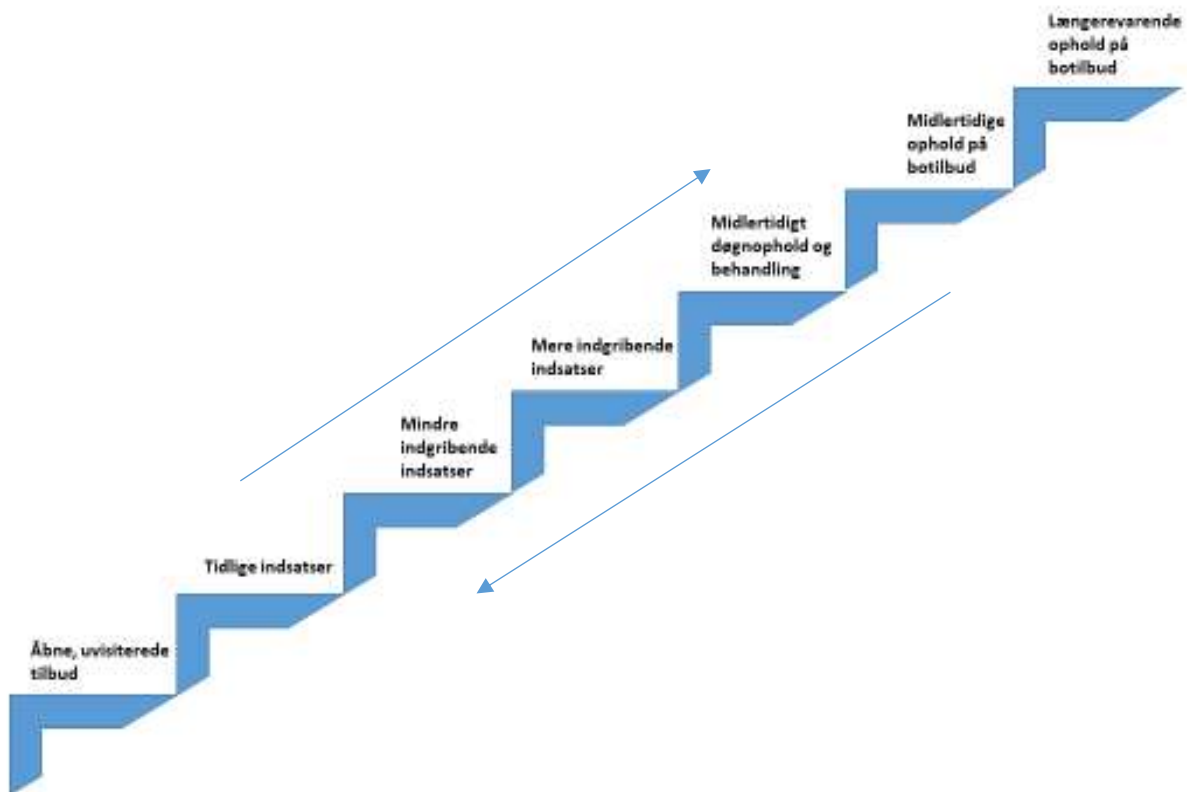 Længerevarende
ophold på
botilbud
Midlertidige
ophold på
botilbud
Midlertidigt
døgnophold og
behandling
Mere indgribende
indsatser
Mindre
indgribende
indsatser
Tidlige indsatser
Åbne, uvisiterede
tilbud